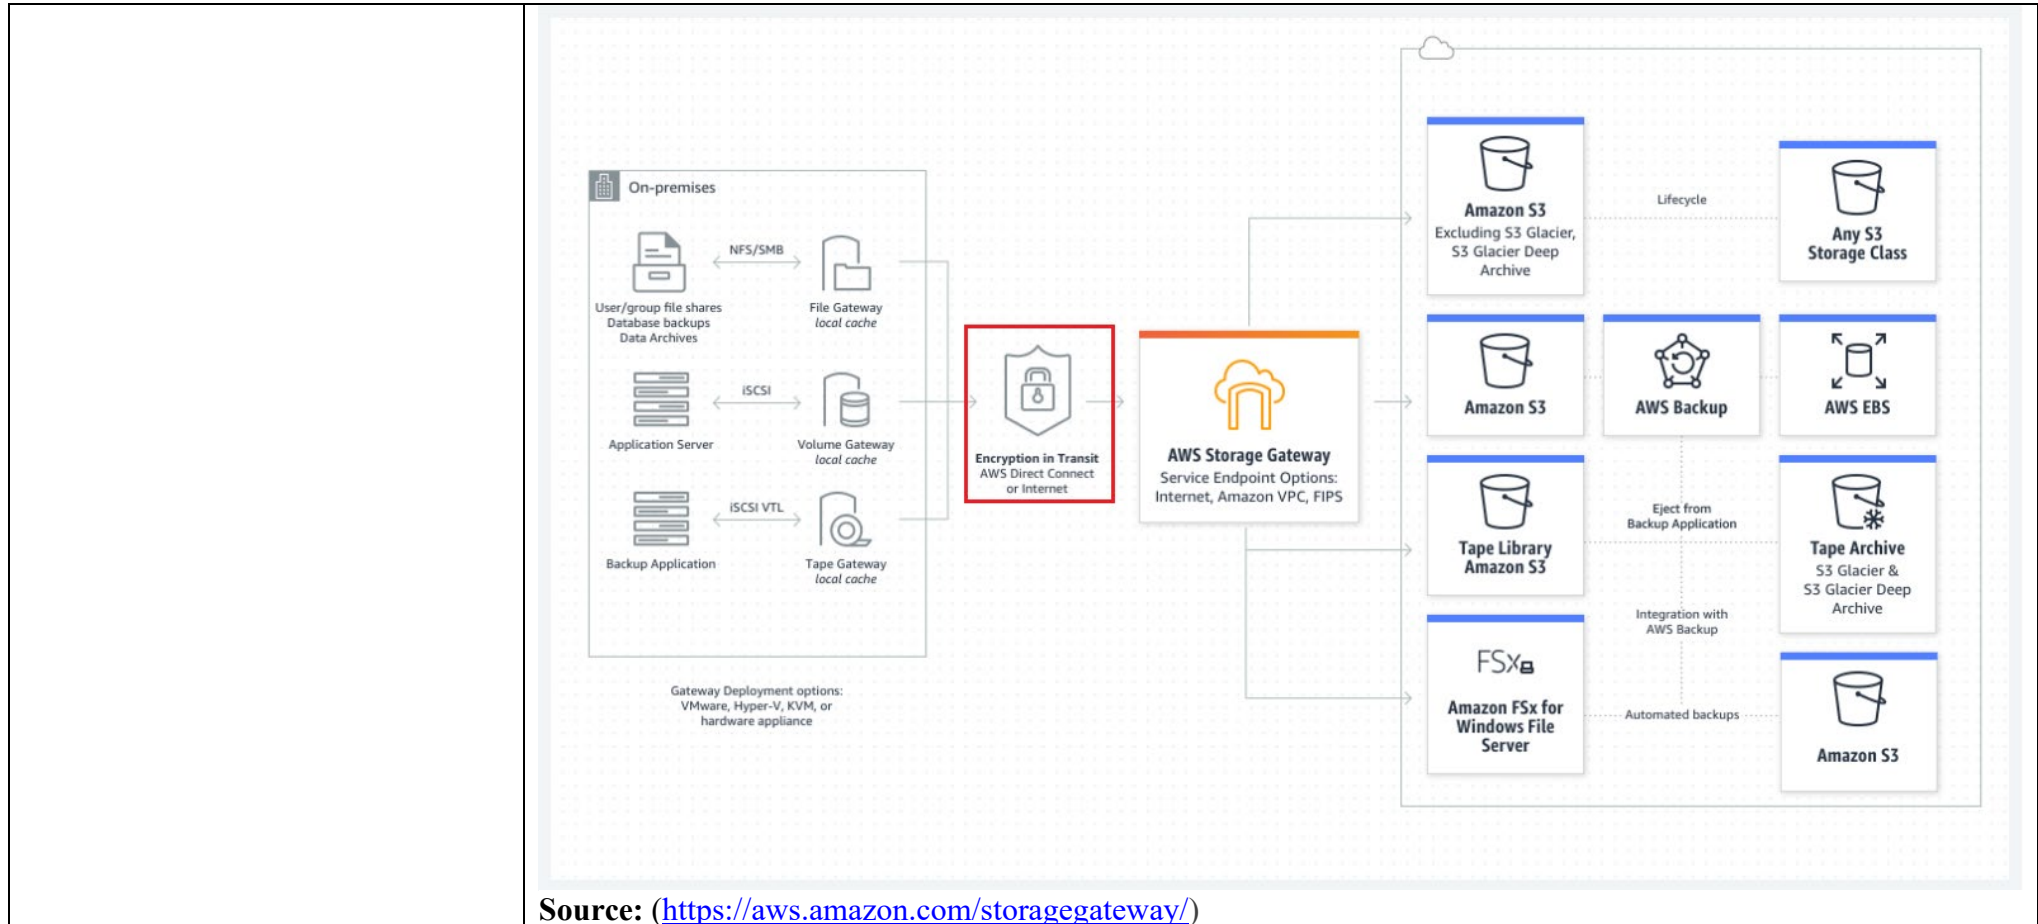 On-premises
NFS/SMB
User/group file shares
Database backups
Data Archives
File Gateway
local cache
iSCSI
Application Server
Volume Gateway
local cache
iSCSI VTL
Backup Application
Tape Gateway
local cache
Gateway Deployment options:
VMware, Hyper-V, KVM, or
hardware appliance
Encryption in Transit
AWS Direct Connect
or Internet
AWS Storage Gateway
Service Endpoint Options:
Internet, Amazon VPC, FIPS
Amazon S3
Excluding S3 Glacier,
S3 Glacier Deep
Archive
Lifecycle
Any S3
Storage Class
Amazon S3
AWS Backup
AWS EBS
Tape Library
Amazon S3
Eject from
Backup Application
Tape Archive
S3 Glacier &
S3 Glacier Deep
Archive
Integration with
AWS Backup
FSx
Amazon FSx for
Windows File
Server
Automated backups
Amazon S3
Source: (https://aws.amazon.com/storagegateway/)